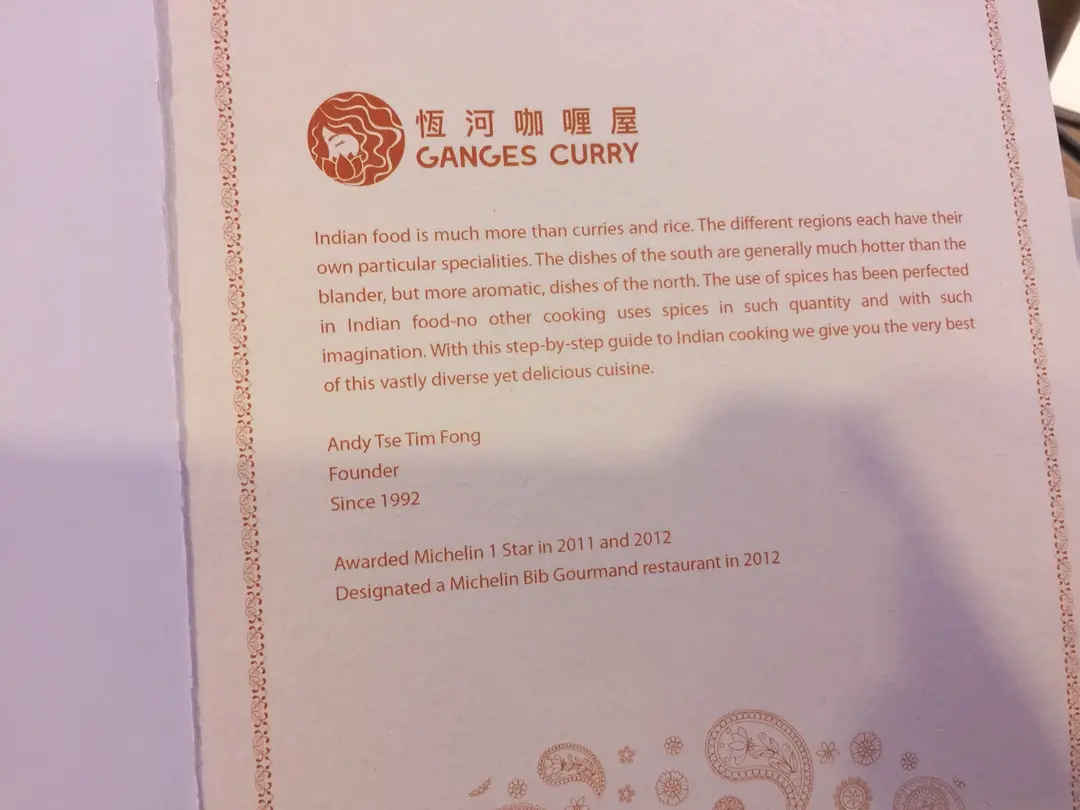 恆河咖喱屋
GANGES CURRY
Indian food is much more than curries and rice. The different regions each have their
own particular specialities. The dishes of the south are generally much hotter than the
blander, but more aromatic, dishes of the north. The use of spices has been perfected
in Indian food-no other cooking uses spices in such quantity and with such
imagination. With this step-by-step guide to Indian cooking we give you the very best
of this vastly diverse yet delicious cuisine.
Andy Tse Tim Fong
Founder
Since 1992
Awarded Michelin 1 Star in 2011 and 2012
Designated a Michelin Bib Gourmand restaurant in 2012